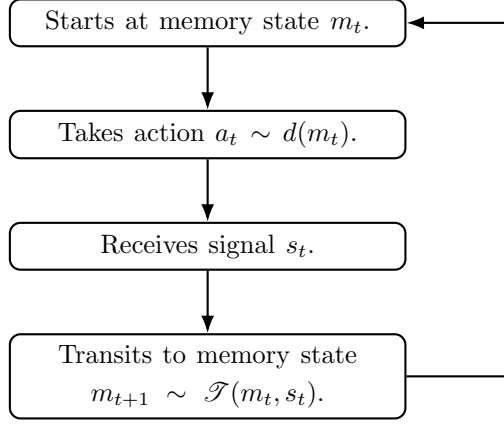 Starts at memory state m_t.
Takes action a_t ∼ d(m_t).
Receives signal s_t.
Transits to memory state
m_{t+1} ∼ 𝒯(m_t, s_t).